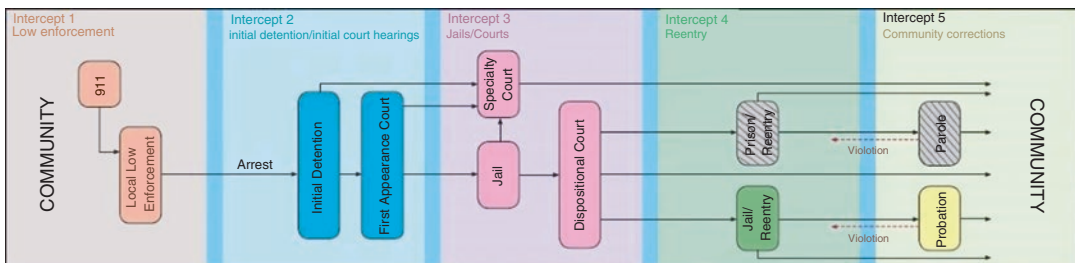 Intercept 1
Low enforcement
Intercept 2
initial detention/initial court hearings
Intercept 3
Jails/Courts
Intercept 4
Reentry
Intercept 5
Community corrections
COMMUNITY
911
Local Low
Enforcement
Arrest
Initial Detention
First Appearance Court
Specialty
Court
Jail
Dispositional Court
Prison/
Reentry
Violotion
Parole
Jail/
Reentry
Violotion
Probation
COMMUNITY